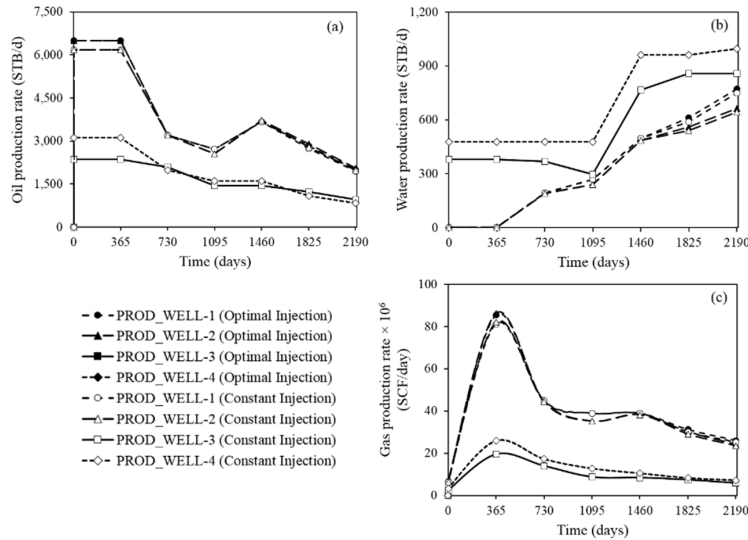 (a)
Oil production rate (STB/d)
7,500
6,000
4,500
3,000
1,500
0
0 365 730 1095 1460 1825 2190
Time (days)
(b)
Water production rate (STB/d)
1,200
900
600
300
0
0 365 730 1095 1460 1825 2190
Time (days)
PROD_WELL-1 (Optimal Injection)
PROD_WELL-2 (Optimal Injection)
PROD_WELL-3 (Optimal Injection)
PROD_WELL-4 (Optimal Injection)
PROD_WELL-1 (Constant Injection)
PROD_WELL-2 (Constant Injection)
PROD_WELL-3 (Constant Injection)
PROD_WELL-4 (Constant Injection)
(c)
Gas production rate × 10⁶
(SCF/day)
100
80
60
40
20
0
0 365 730 1095 1460 1825 2190
Time (days)